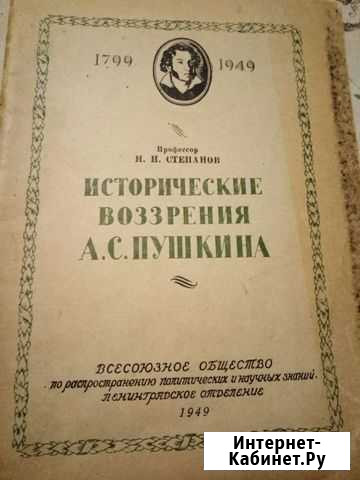 1799 1949
Профессор
Н. Н. СТЕПАНОВ
ИСТОРИЧЕСКИЕ
ВОЗЗРЕНИЯ
А.С.ПУШКИНА
ВСЕСОЮЗНОЕ ОБЩЕСТВО
по распространению политических и научных знаний
ЛЕНИНГРАДСКОЕ ОТДЕЛЕНИЕ
1949
Интернет-
Кабинет.Ру